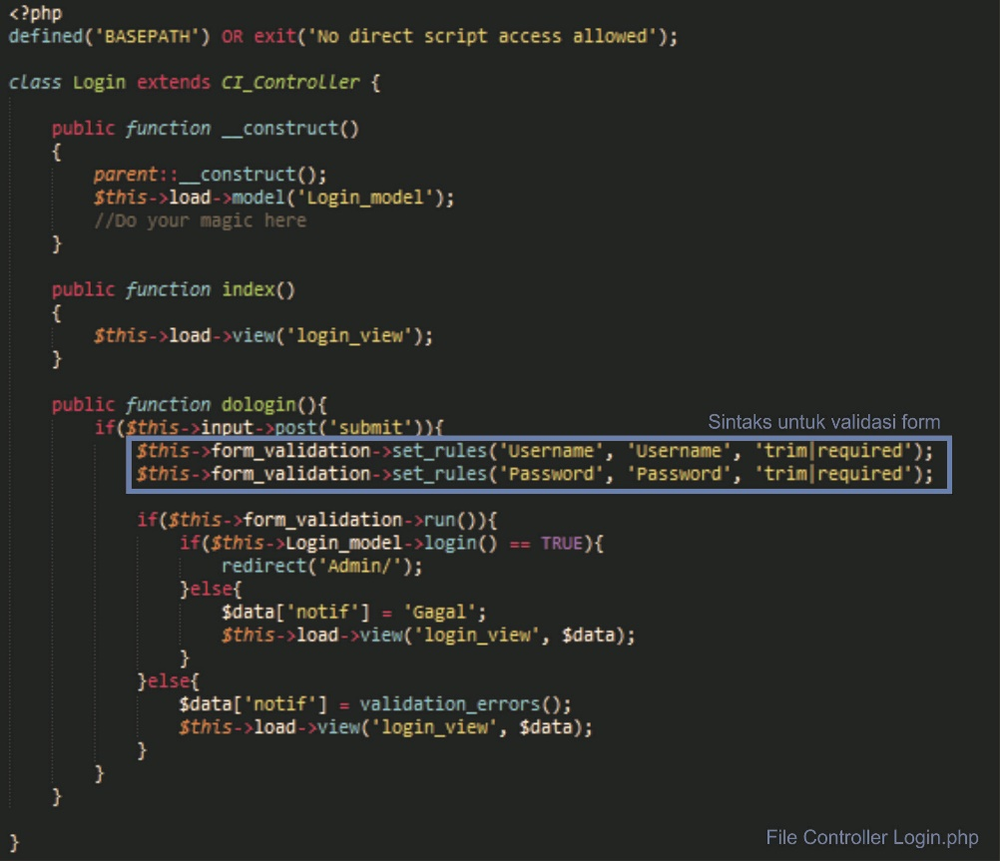 <?php
defined('BASEPATH') OR exit('No direct script access allowed');
class Login extends CI_Controller {
public function __construct()
{
parent::__construct();
$this->load->model('Login_model');
//Do your magic here
}
public function index()
{
$this->load->view('login_view');
}
public function dologin(){
if($this->input->post('submit')){
Sintaks untuk validasi form
$this->form_validation->set_rules('Username', 'Username', 'trim|required');
$this->form_validation->set_rules('Password', 'Password', 'trim|required');
if($this->form_validation->run()){
if($this->Login_model->login() == TRUE){
redirect('Admin/');
}else{
$data['notif'] = 'Gagal';
$this->load->view('login_view', $data);
}
}else{
$data['notif'] = validation_errors();
$this->load->view('login_view', $data);
}
}
}
}
File Controller Login.php